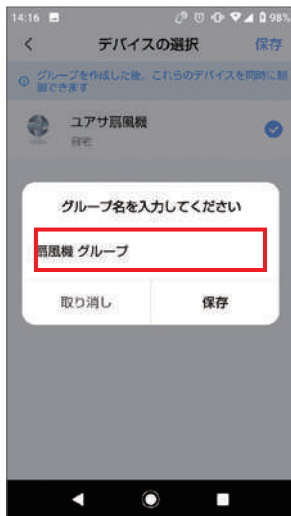 14:16 98%
デバイスの選択 保存
グループを作成した後、これらのデバイスを同時に制
御できます
ユアサ扇風機
自宅
グループ名を入力してください
扇風機 グループ
取り消し 保存